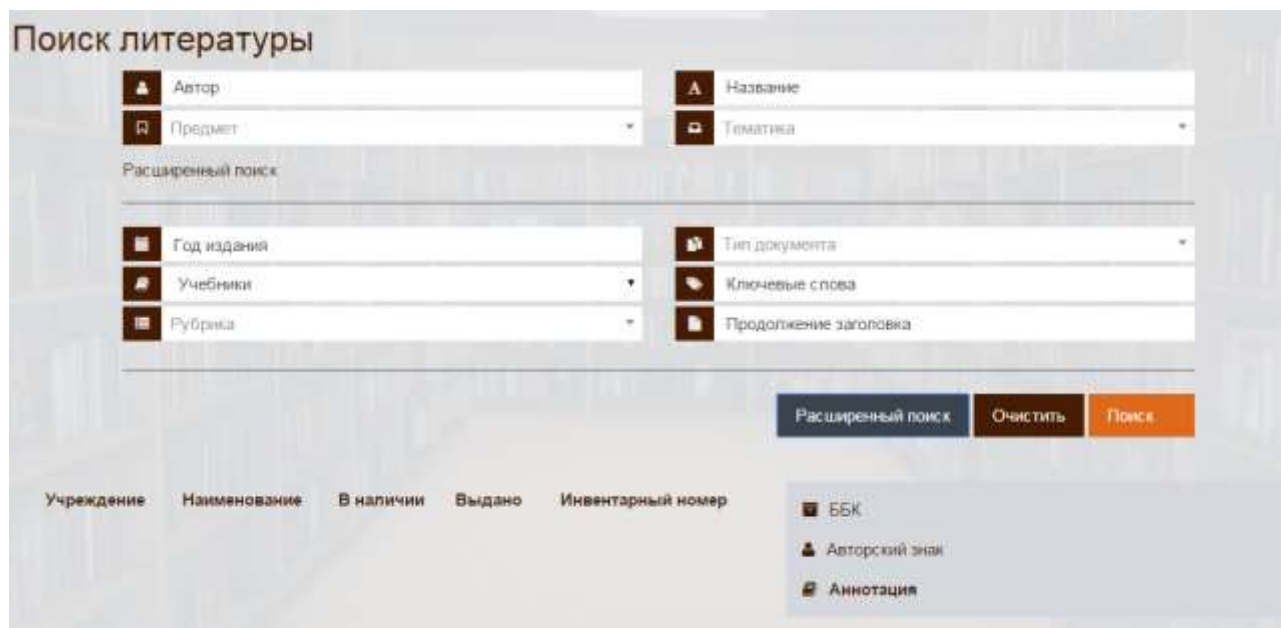 Поиск литературы
Автор
Название
Предмет
Тематика
Расширенный поиск
Год издания
Тип документа
Учебники
Ключевые слова
Рубрика
Продолжение заголовка
Расширенный поиск Очистить Поиск
Учреждение Наименование В наличии Выдано Инвентарный номер
ББК
Авторский знак
Аннотация